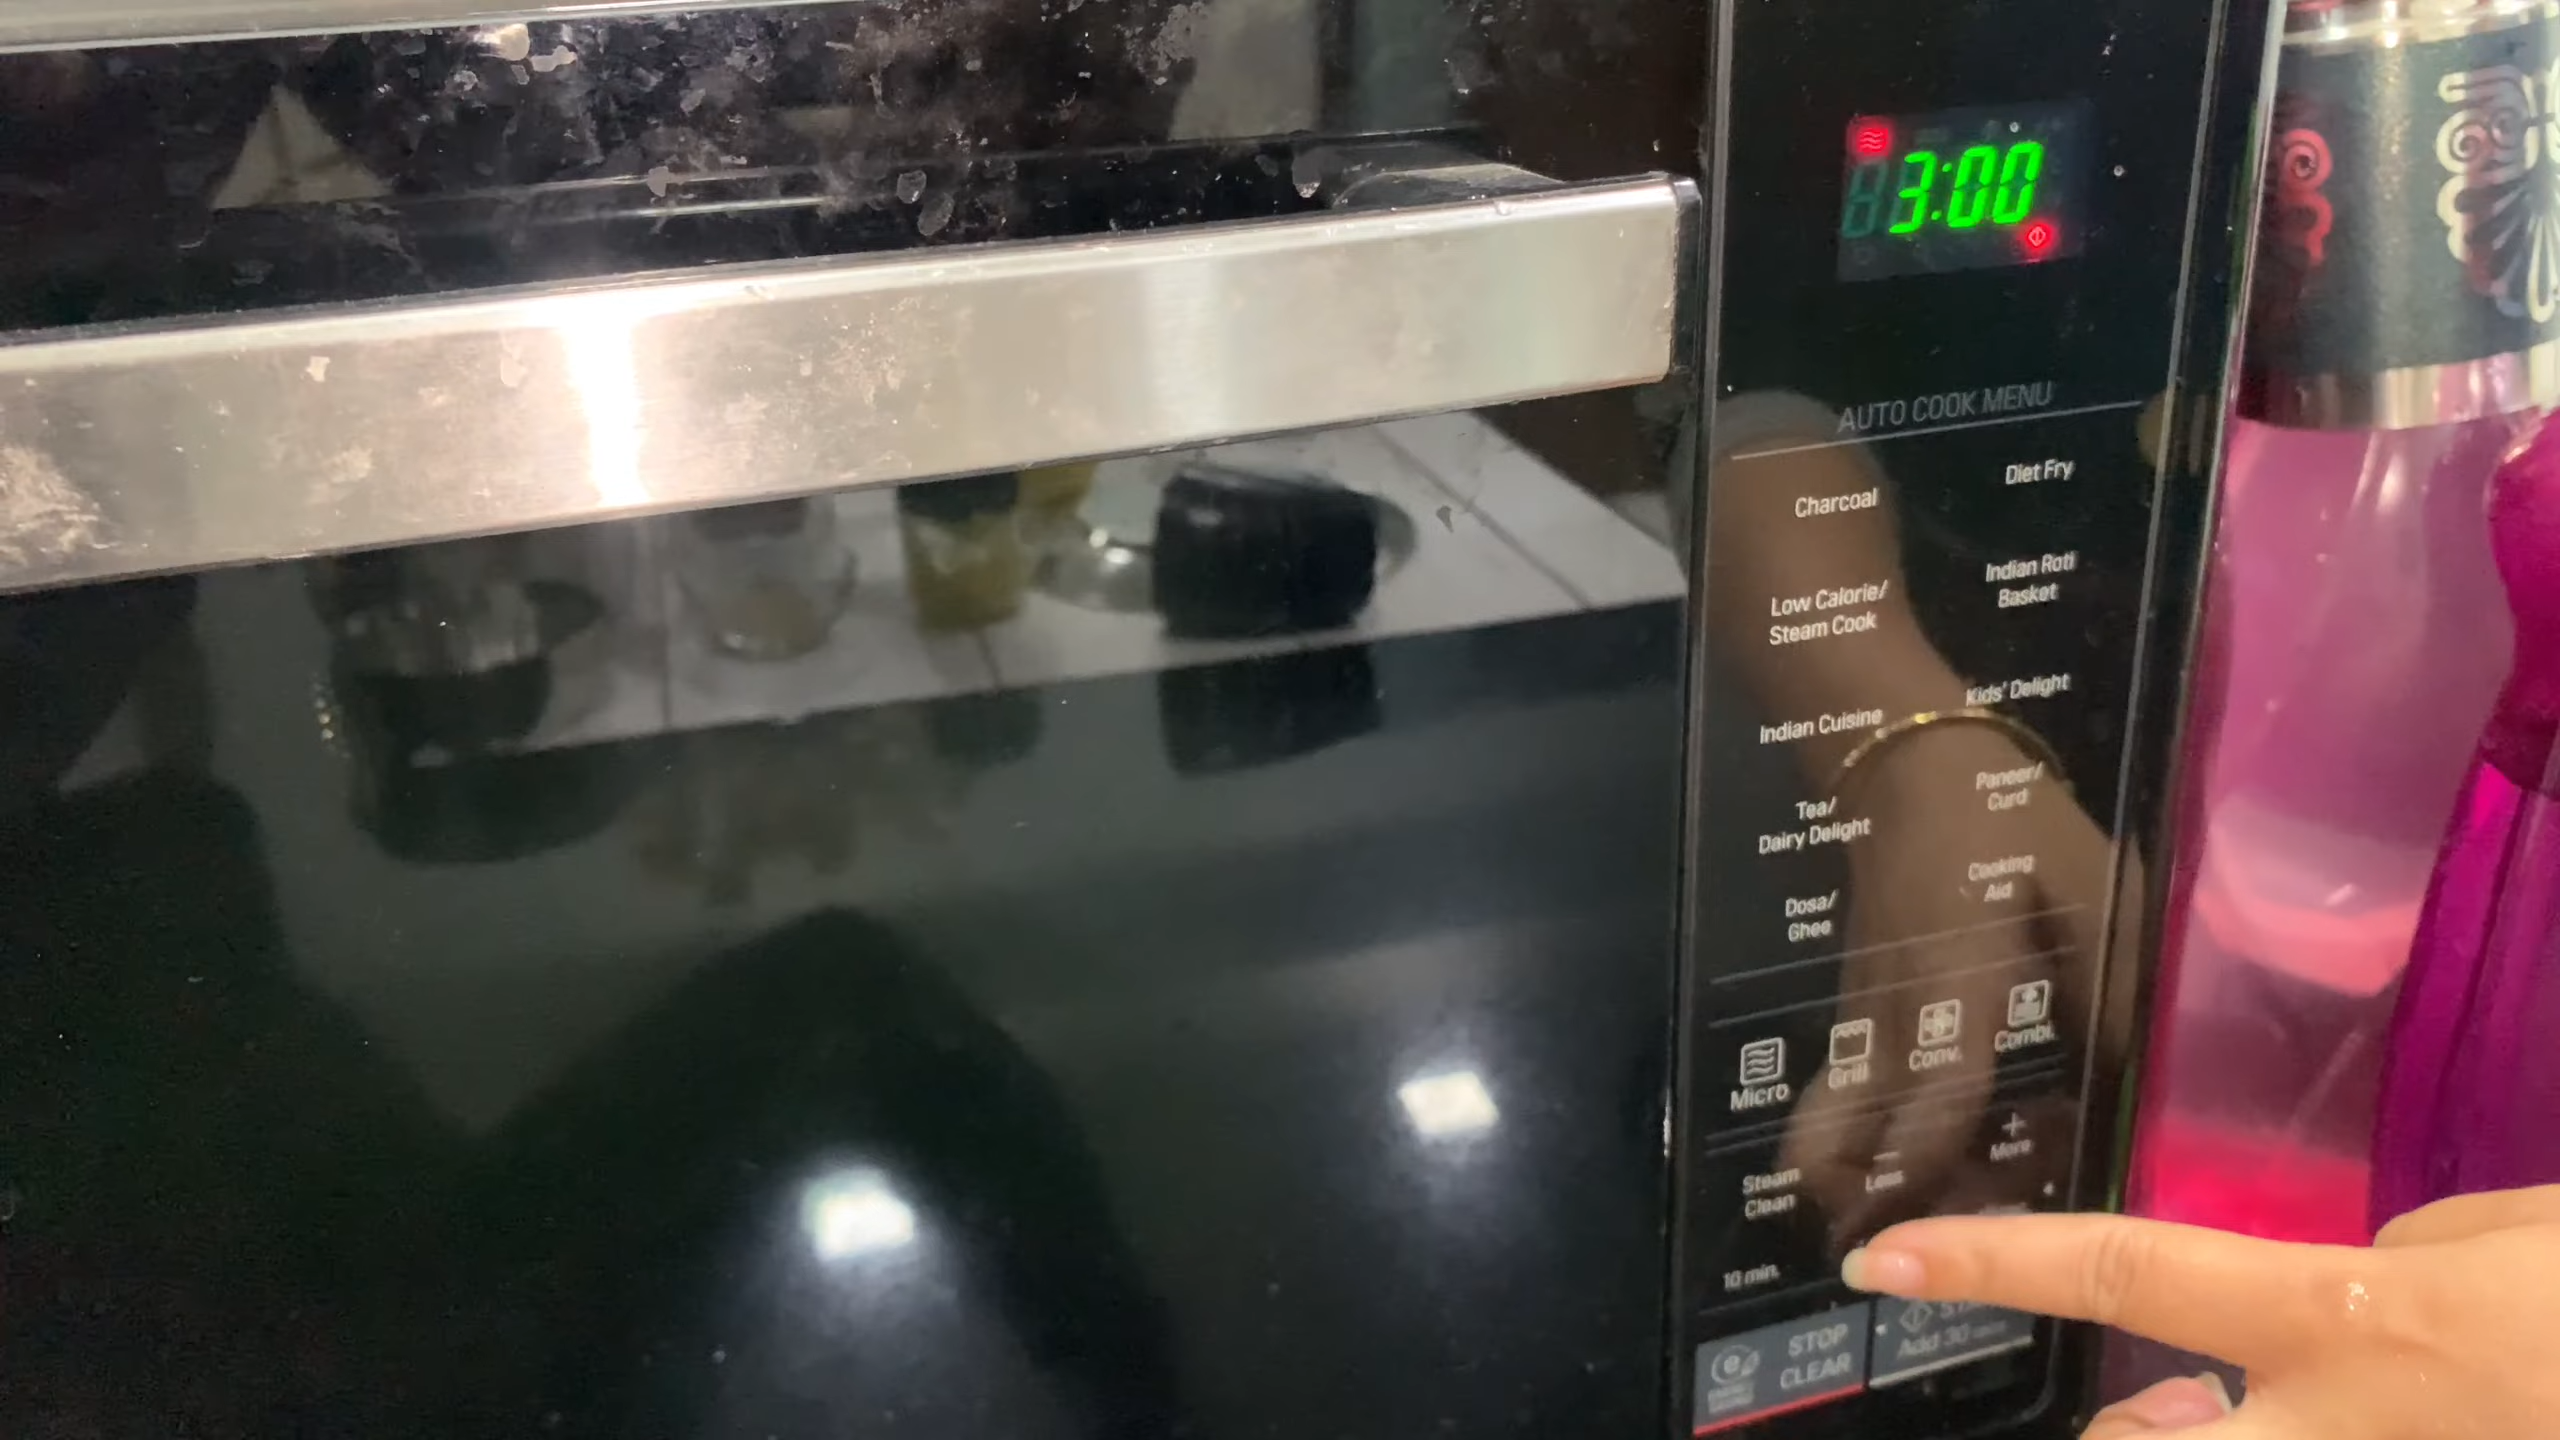 3:00
AUTO COOK MENU
Charcoal
Diet Fry
Low Calorie/
Steam Cook
Indian Roti
Basket
Indian Cuisine
Kids' Delight
Tea/
Dairy Delight
Paneer/
Curd
Dosa/
Ghee
Cooking
Aid
Micro
Grill
Conv.
Combi.
Steam
Clean
Less
More
10 min.
STOP
CLEAR
Add 30